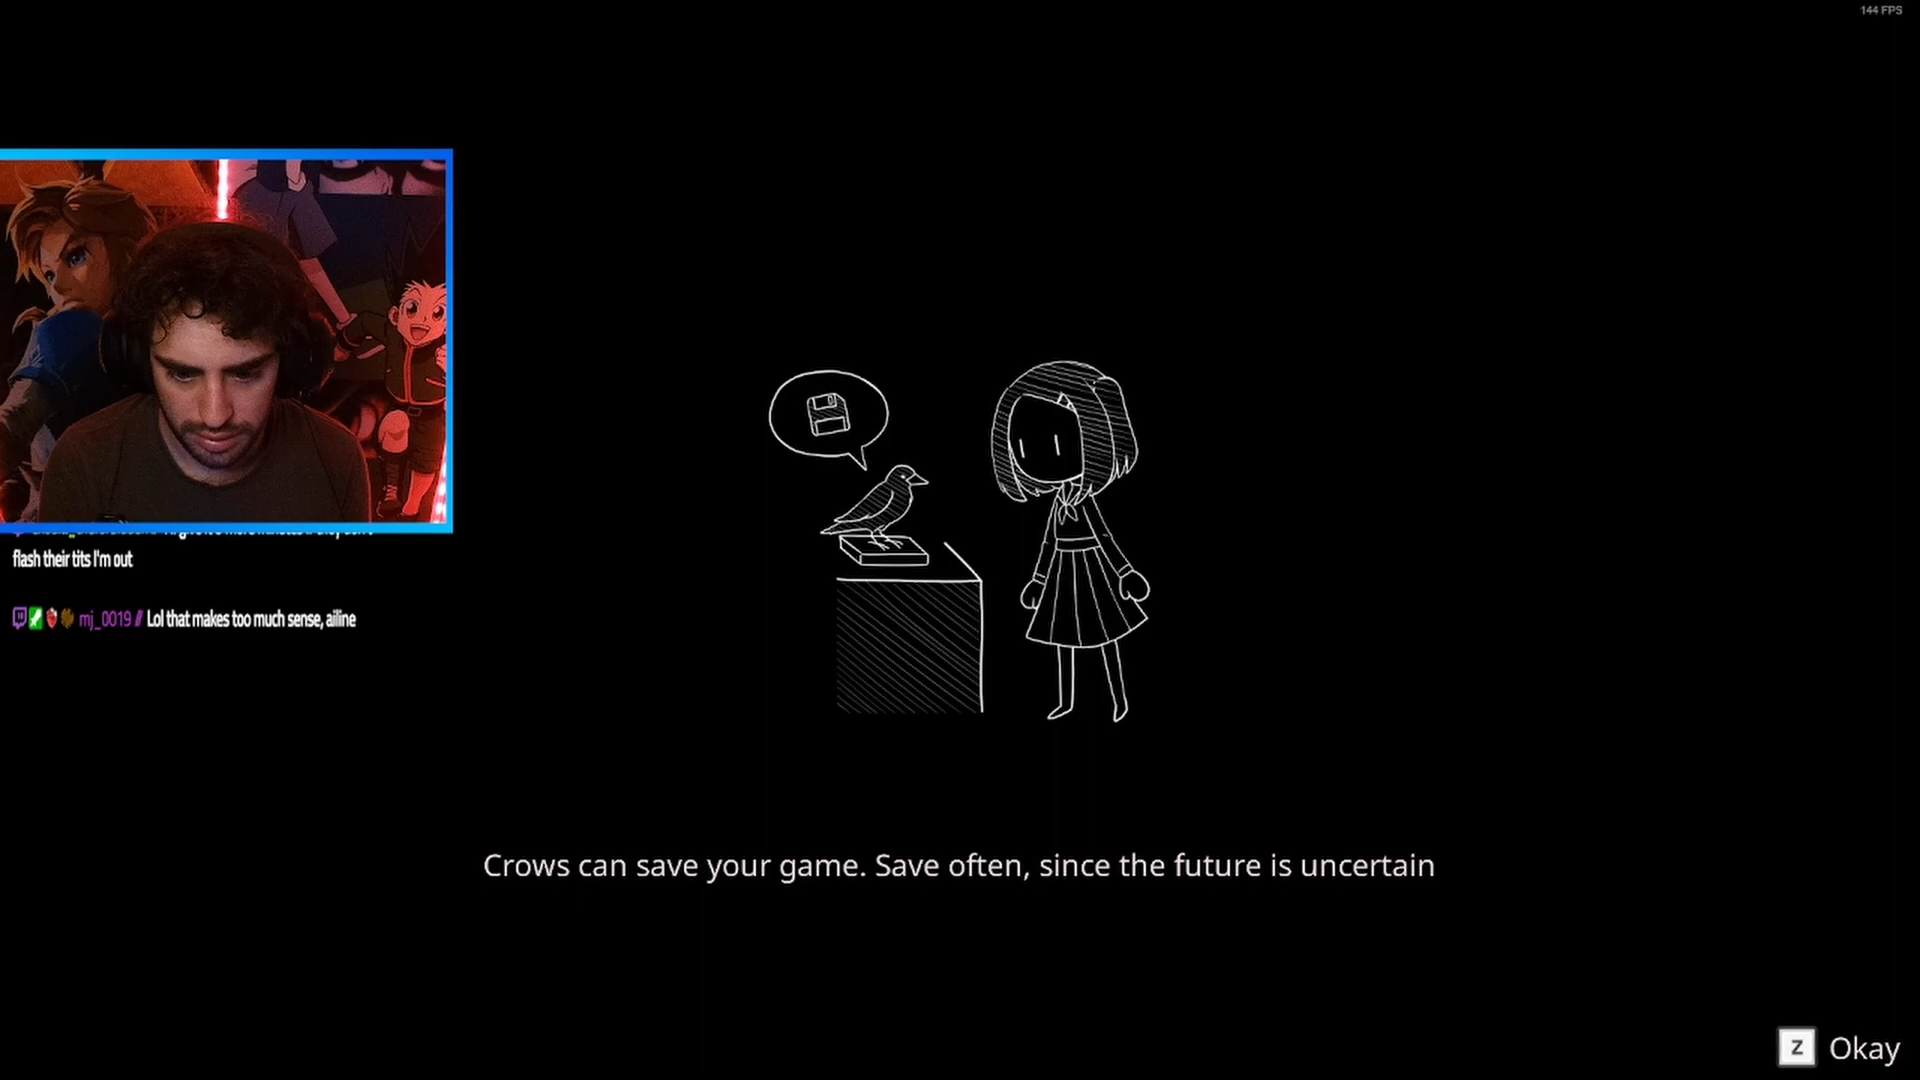 144 FPS
flash their tits I'm out
mj_0019 // Lol that makes too much sense, ailine
Crows can save your game. Save often, since the future is uncertain
Z Okay